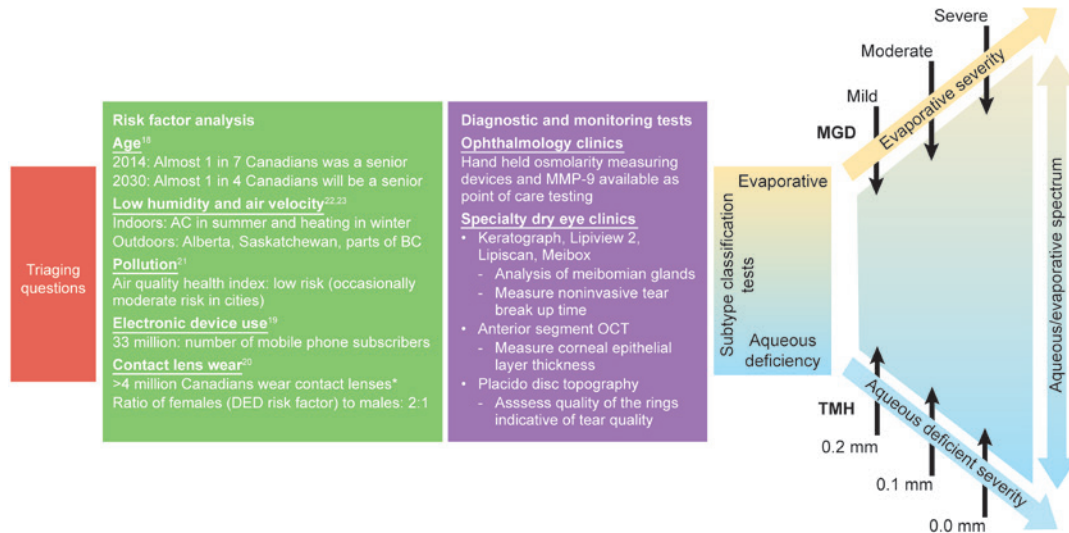 Triaging
questions
Risk factor analysis
Age18
2014: Almost 1 in 7 Canadians was a senior
2030: Almost 1 in 4 Canadians will be a senior
Low humidity and air velocity22,23
Indoors: AC in summer and heating in winter
Outdoors: Alberta, Saskatchewan, parts of BC
Pollution21
Air quality health index: low risk (occasionally
moderate risk in cities)
Electronic device use19
33 million: number of mobile phone subscribers
Contact lens wear20
>4 million Canadians wear contact lenses*
Ratio of females (DED risk factor) to males: 2:1
Diagnostic and monitoring tests
Ophthalmology clinics
Hand held osmolarity measuring
devices and MMP-9 available as
point of care testing
Specialty dry eye clinics
• Keratograph, Lipiview 2,
Lipiscan, Meibox
- Analysis of meibomian glands
- Measure noninvasive tear
break up time
• Anterior segment OCT
- Measure corneal epithelial
layer thickness
• Placido disc topography
- Asssess quality of the rings
indicative of tear quality
Subtype classification
tests
Evaporative
Aqueous
deficiency
Severe
Moderate
Mild
MGD
Evaporative severity
TMH
0.2 mm
0.1 mm
0.0 mm
Aqueous deficient severity
Aqueous/evaporative spectrum